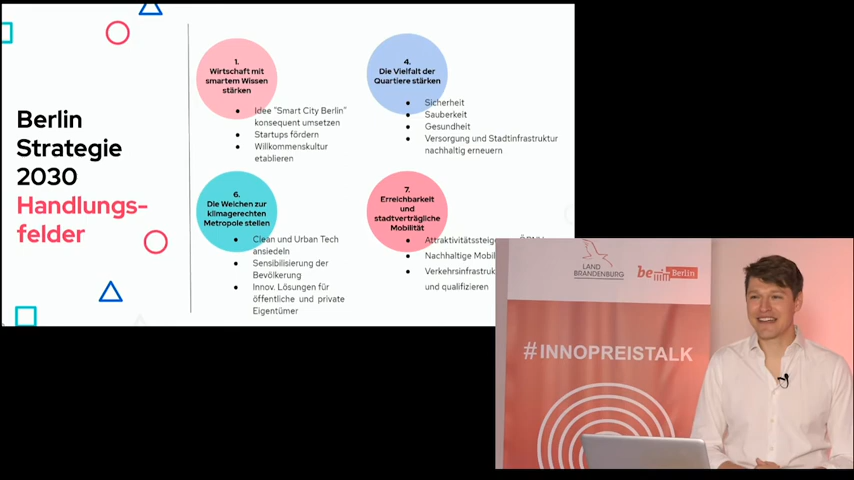 Berlin
Strategie
2030
Handlungs-
felder
1.
Wirtschaft mit
smartem Wissen
stärken
Idee "Smart City Berlin"
konsequent umsetzen
Startups fördern
Willkommenskultur
etablieren
4.
Die Vielfalt der
Quartiere stärken
Sicherheit
Sauberkeit
Gesundheit
Versorgung und Stadtinfrastruktur
nachhaltig erneuern
6.
Die Weichen zur
klimagerechten
Metropole stellen
Clean und Urban Tech
ansiedeln
Sensibilisierung der
Bevölkerung
Innov. Lösungen für
öffentliche und private
Eigentümer
7.
Erreichbarkeit
und
stadtverträgliche
Mobilität
Attraktivitätssteige
Nachhaltige Mobil
Verkehrsinfrastruk
und qualifizieren
LAND
BRANDENBURG
be Berlin
#INNOPREISTALK